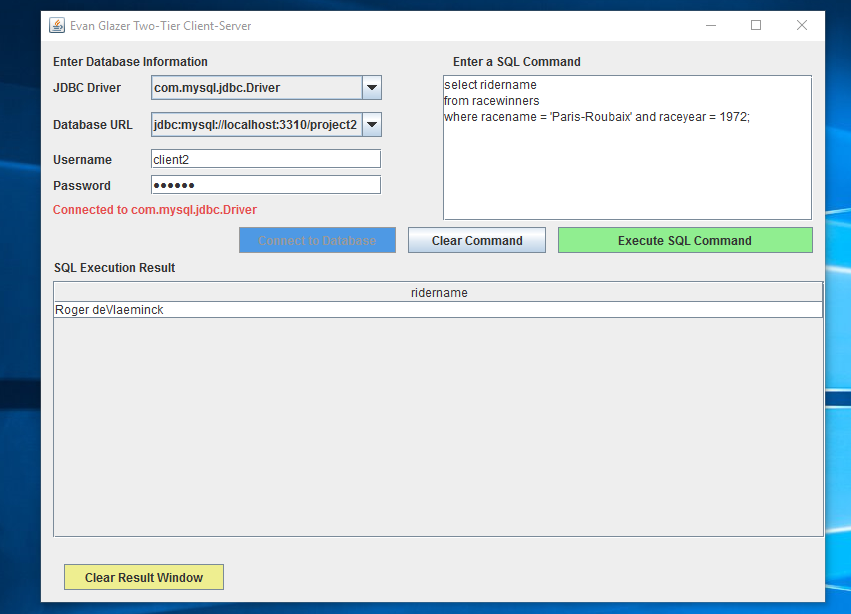 Evan Glazer Two-Tier Client-Server
Enter Database Information
JDBC Driver
com.mysql.jdbc.Driver
Database URL
jdbc:mysql://localhost:3310/project2
Username
client2
Password
••••••
Connected to com.mysql.jdbc.Driver
Enter a SQL Command
select ridername
from racewinners
where racename = 'Paris-Roubaix' and raceyear = 1972;
Connect to Database
Clear Command
Execute SQL Command
SQL Execution Result
ridername
Roger deVlaeminck
Clear Result Window